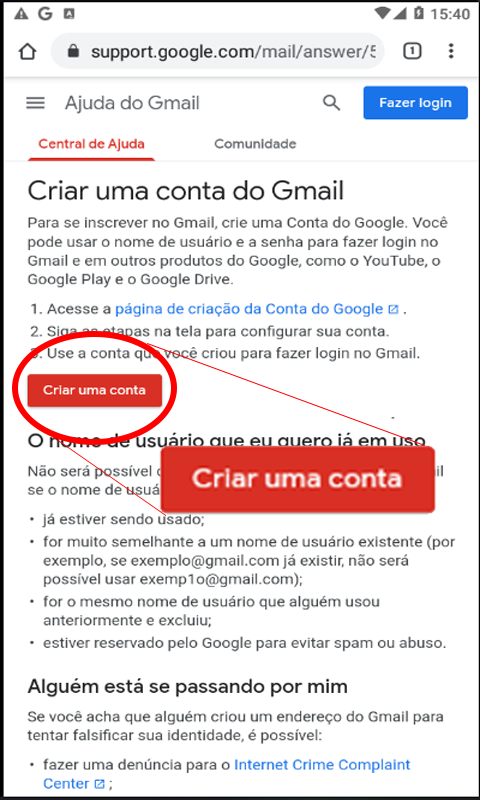 15:40
support.google.com/mail/answer/5
1
Ajuda do Gmail
Fazer login
Central de Ajuda
Comunidade
Criar uma conta do Gmail
Para se inscrever no Gmail, crie uma Conta do Google. Você
pode usar o nome de usuário e a senha para fazer login no
Gmail e em outros produtos do Google, como o YouTube, o
Google Play e o Google Drive.
1. Acesse a página de criação da Conta do Google .
2. Siga as etapas na tela para configurar sua conta.
3. Use a conta que você criou para fazer login no Gmail.
Criar uma conta
O nome de usuário que eu quero já em uso
Criar uma conta
Não será possível
se o nome de usuá
já estiver sendo usado;
for muito semelhante a um nome de usuário existente (por
exemplo, se exemplo@gmail.com já existir, não será
possível usar exemp1o@gmail.com);
for o mesmo nome de usuário que alguém usou
anteriormente e excluiu;
estiver reservado pelo Google para evitar spam ou abuso.
Alguém está se passando por mim
Se você acha que alguém criou um endereço do Gmail para
tentar falsificar sua identidade, é possível:
fazer uma denúncia para o Internet Crime Complaint
Center ;